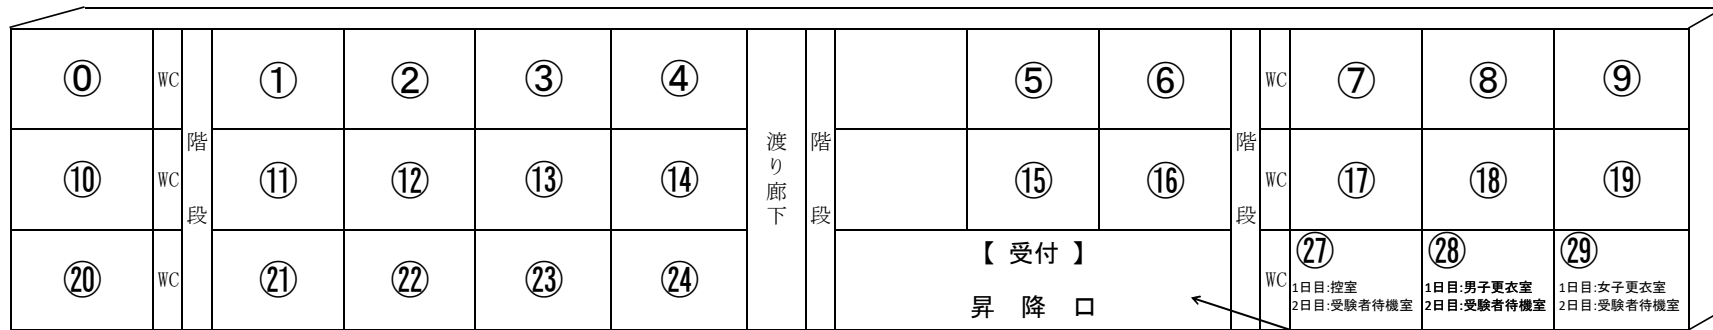 ⓪ WC ① ② ③ ④ ⑤ ⑥ WC ⑦ ⑧ ⑨
階段 渡り廊下 階段 階段
⑩ WC ⑪ ⑫ ⑬ ⑭ ⑮ ⑯ WC ⑰ ⑱ ⑲
⑳ WC ㉑ ㉒ ㉓ ㉔
【 受付 】
昇 降 口
WC
㉗
1日目:控室
2日目:受験者待機室
㉘
1日目:男子更衣室
2日目:受験者待機室
㉙
1日目:女子更衣室
2日目:受験者待機室